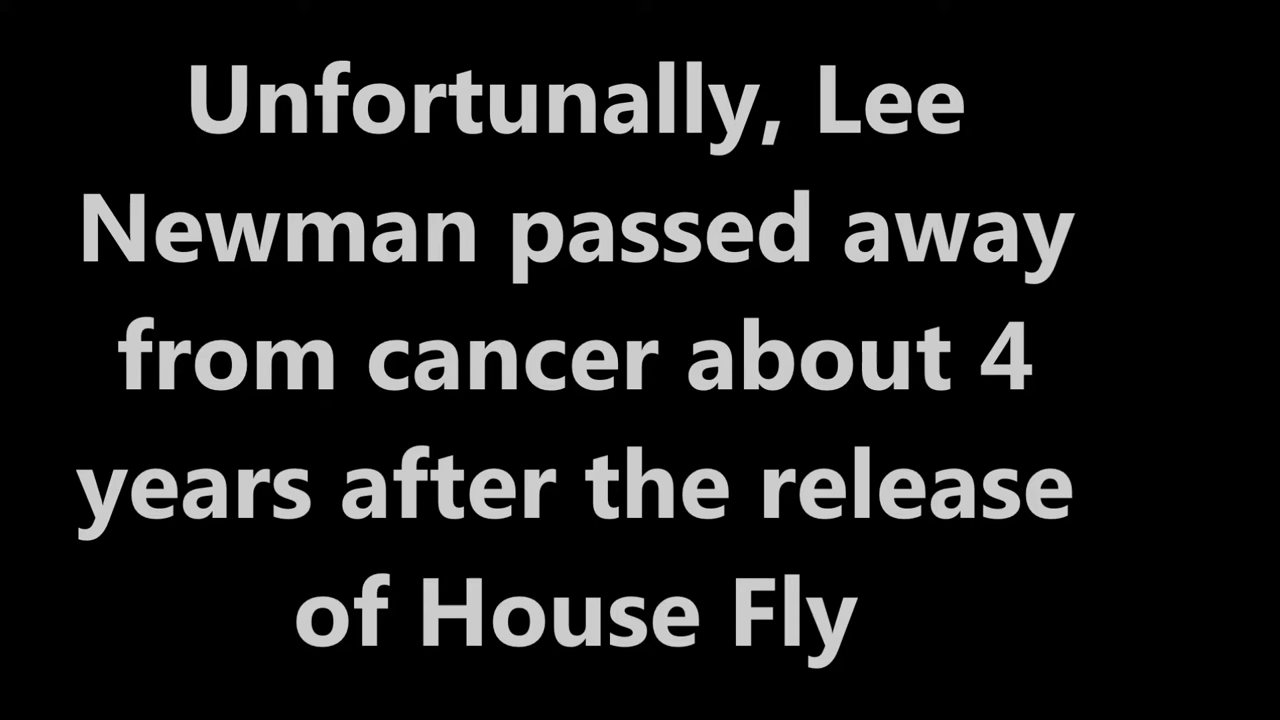 Unfortunally, Lee
Newman passed away
from cancer about 4
years after the release
of House Fly